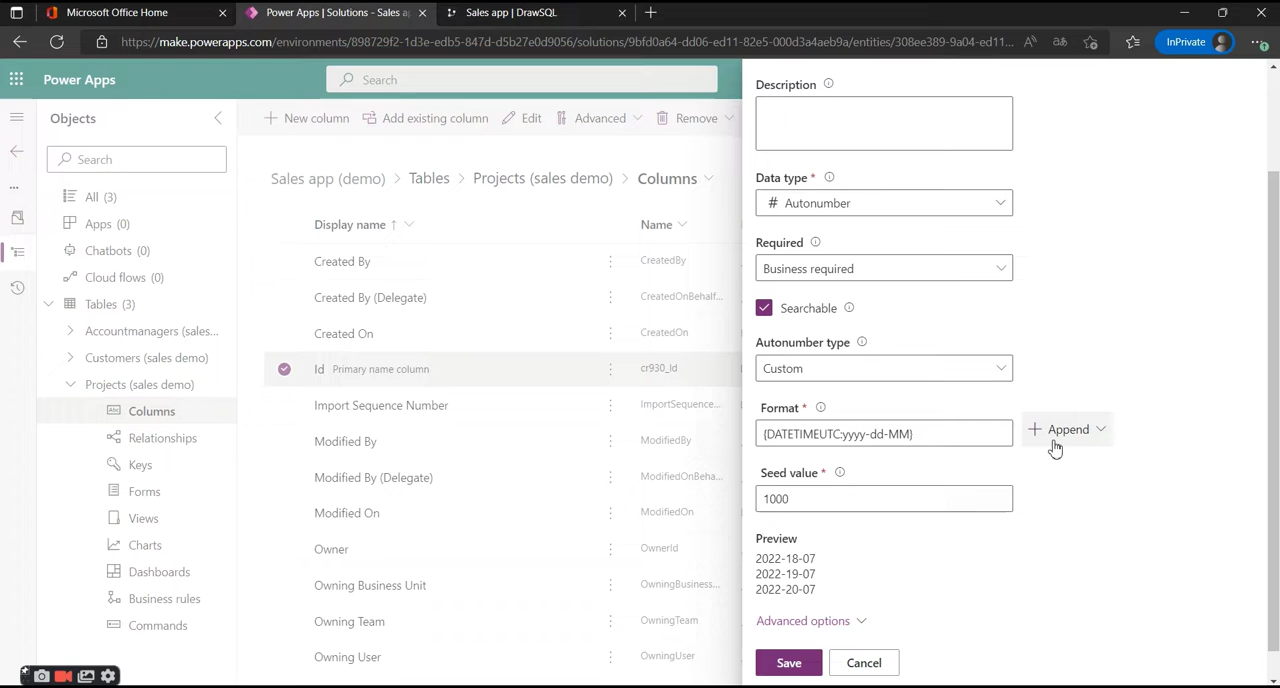 Microsoft Office Home
Power Apps | Solutions - Sales ap
Sales app | DrawSQL
https://make.powerapps.com/environments/898729f2-1d3e-edb5-847d-d5b27e0d9056/solutions/9bfd0a64-dd06-ed11-82e5-000d3a4aeb9a/entities/308ee389-9a04-ed11...
InPrivate
Power Apps
Search
Objects
Search
All (3)
Apps (0)
Chatbots (0)
Cloud flows (0)
Tables (3)
Accountmanagers (sales...
Customers (sales demo)
Projects (sales demo)
Columns
Relationships
Keys
Forms
Views
Charts
Dashboards
Business rules
Commands
New column
Add existing column
Edit
Advanced
Remove
Sales app (demo) > Tables > Projects (sales demo) > Columns
Display name ↑
Name
Created By
CreatedBy
Created By (Delegate)
CreatedOnBehalf...
Created On
CreatedOn
Id Primary name column
cr930_Id
Import Sequence Number
ImportSequence...
Modified By
ModifiedBy
Modified By (Delegate)
ModifiedOnBeha...
Modified On
ModifiedOn
Owner
OwnerId
Owning Business Unit
OwningBusiness...
Owning Team
OwningTeam
Owning User
OwningUser
Description
Data type *
# Autonumber
Required
Business required
Searchable
Autonumber type
Custom
Format *
{DATETIMEUTC:yyyy-dd-MM}
Append
Seed value *
1000
Preview
2022-18-07
2022-19-07
2022-20-07
Advanced options
Save
Cancel